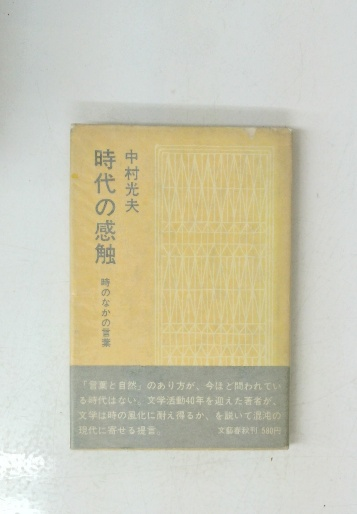 中村光夫
時代の感触
時のなかの言葉
「言葉と自然」のあり方が、今ほど問われてい
る時代はない。文学活動40年を迎えた著者が、
文学は時の風化に耐え得るか、を説いて混沌の
現代に寄せる提言。
文藝春秋刊 580円